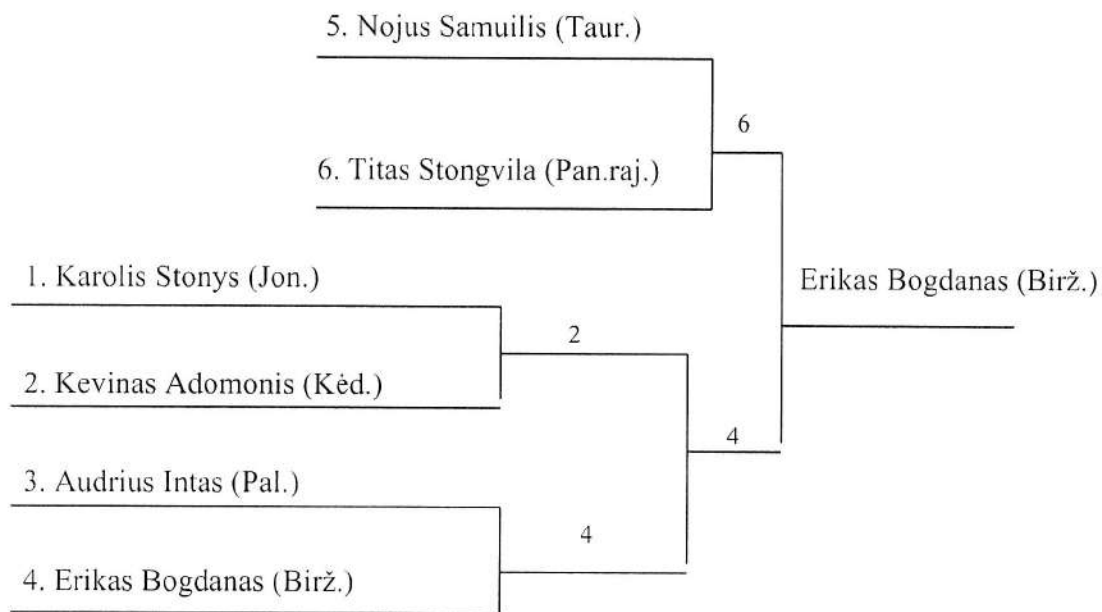 5. Nojus Samuilis (Taur.)
6
6. Titas Stongvila (Pan.raj.)
1. Karolis Stonys (Jon.)
Erikas Bogdanas (Birž.)
2
2. Kevinas Adomonis (Kėd.)
4
3. Audrius Intas (Pal.)
4
4. Erikas Bogdanas (Birž.)